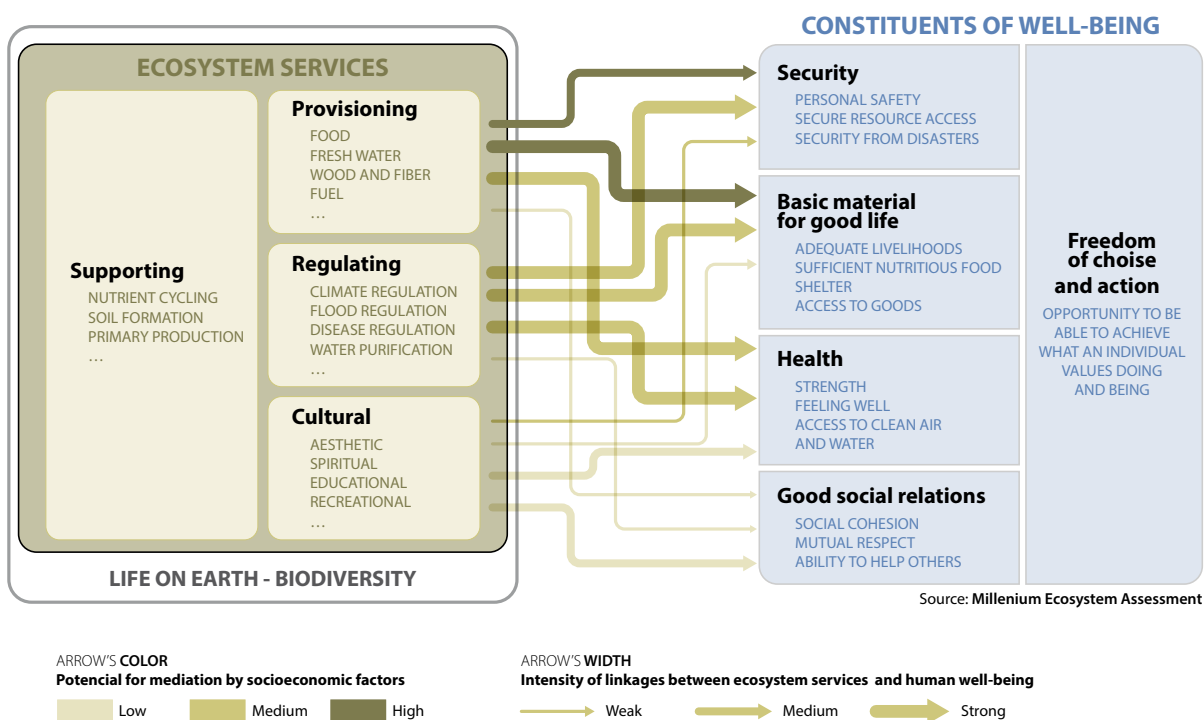 CONSTITUENTS OF WELL-BEING
ECOSYSTEM SERVICES
Supporting
NUTRIENT CYCLING
SOIL FORMATION
PRIMARY PRODUCTION
…
Provisioning
FOOD
FRESH WATER
WOOD AND FIBER
FUEL
…
Regulating
CLIMATE REGULATION
FLOOD REGULATION
DISEASE REGULATION
WATER PURIFICATION
…
Cultural
AESTHETIC
SPIRITUAL
EDUCATIONAL
RECREATIONAL
…
LIFE ON EARTH - BIODIVERSITY
Security
PERSONAL SAFETY
SECURE RESOURCE ACCESS
SECURITY FROM DISASTERS
Basic material
for good life
ADEQUATE LIVELIHOODS
SUFFICIENT NUTRITIOUS FOOD
SHELTER
ACCESS TO GOODS
Health
STRENGTH
FEELING WELL
ACCESS TO CLEAN AIR
AND WATER
Good social relations
SOCIAL COHESION
MUTUAL RESPECT
ABILITY TO HELP OTHERS
Freedom
of choise
and action
OPPORTUNITY TO BE
ABLE TO ACHIEVE
WHAT AN INDIVIDUAL
VALUES DOING
AND BEING
Source: Millenium Ecosystem Assessment
ARROW'S COLOR
Potencial for mediation by socioeconomic factors
Low
Medium
High
ARROW'S WIDTH
Intensity of linkages between ecosystem services and human well-being
Weak
Medium
Strong